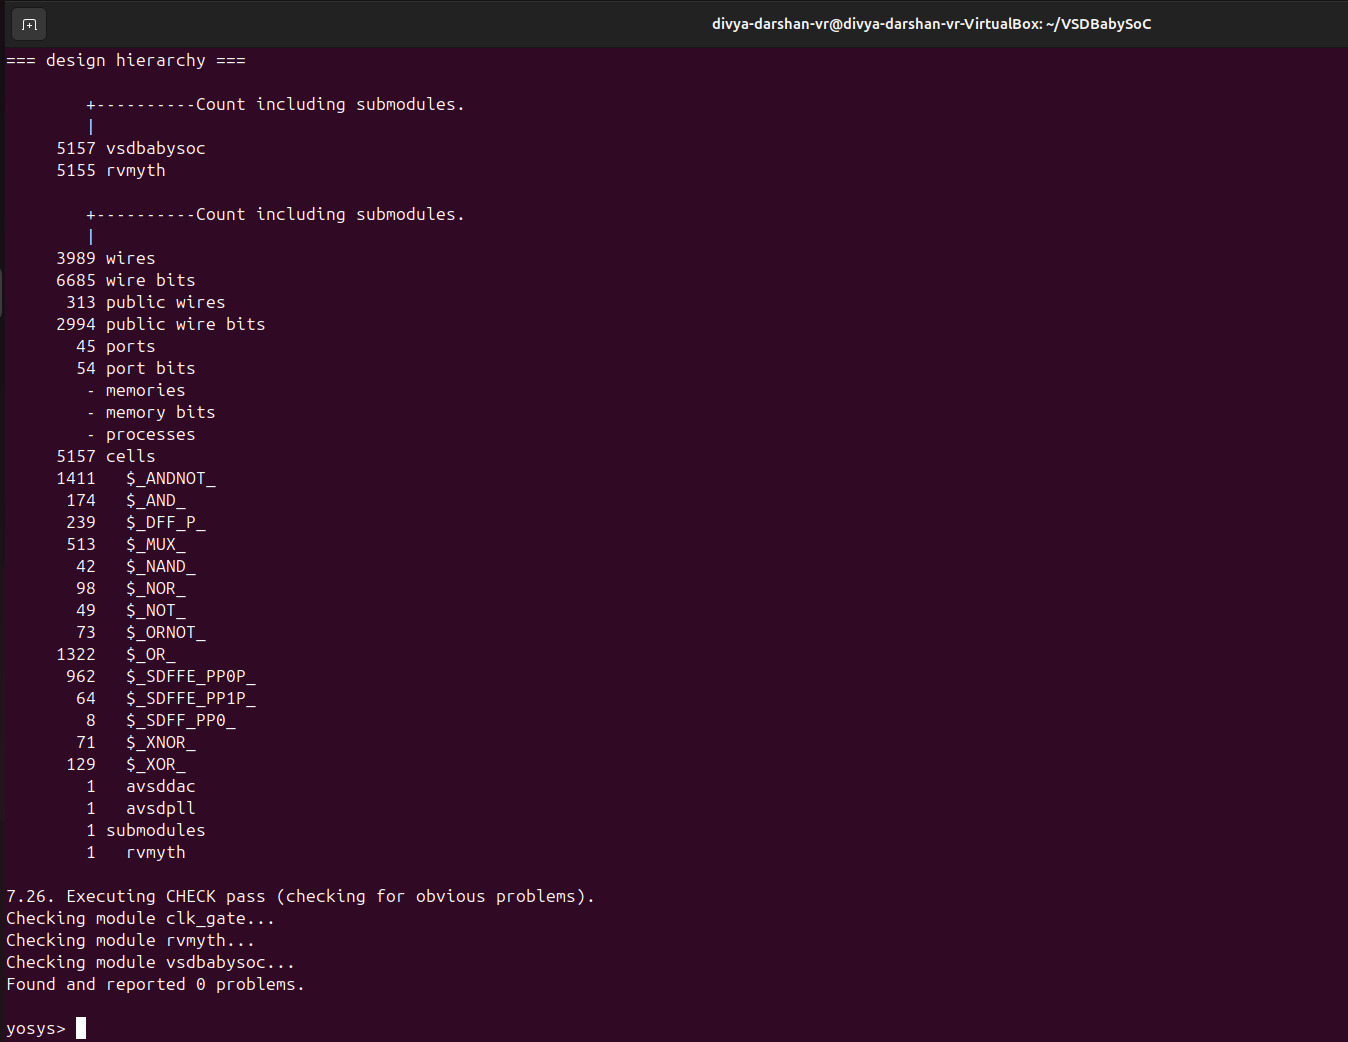 divya-darshan-vr@divya-darshan-vr-VirtualBox: ~/VSDBabySoC
=== design hierarchy ===
+----------Count including submodules.
|
5157 vsdbabysoc
5155 rvmyth
+----------Count including submodules.
|
3989 wires
6685 wire bits
313 public wires
2994 public wire bits
45 ports
54 port bits
- memories
- memory bits
- processes
5157 cells
1411 $_ANDNOT_
174 $_AND_
239 $_DFF_P_
513 $_MUX_
42 $_NAND_
98 $_NOR_
49 $_NOT_
73 $_ORNOT_
1322 $_OR_
962 $_SDFFE_PP0P_
64 $_SDFFE_PP1P_
8 $_SDFF_PP0_
71 $_XNOR_
129 $_XOR_
1 avsddac
1 avsdpll
1 submodules
1 rvmyth
7.26. Executing CHECK pass (checking for obvious problems).
Checking module clk_gate...
Checking module rvmyth...
Checking module vsdbabysoc...
Found and reported 0 problems.
yosys>